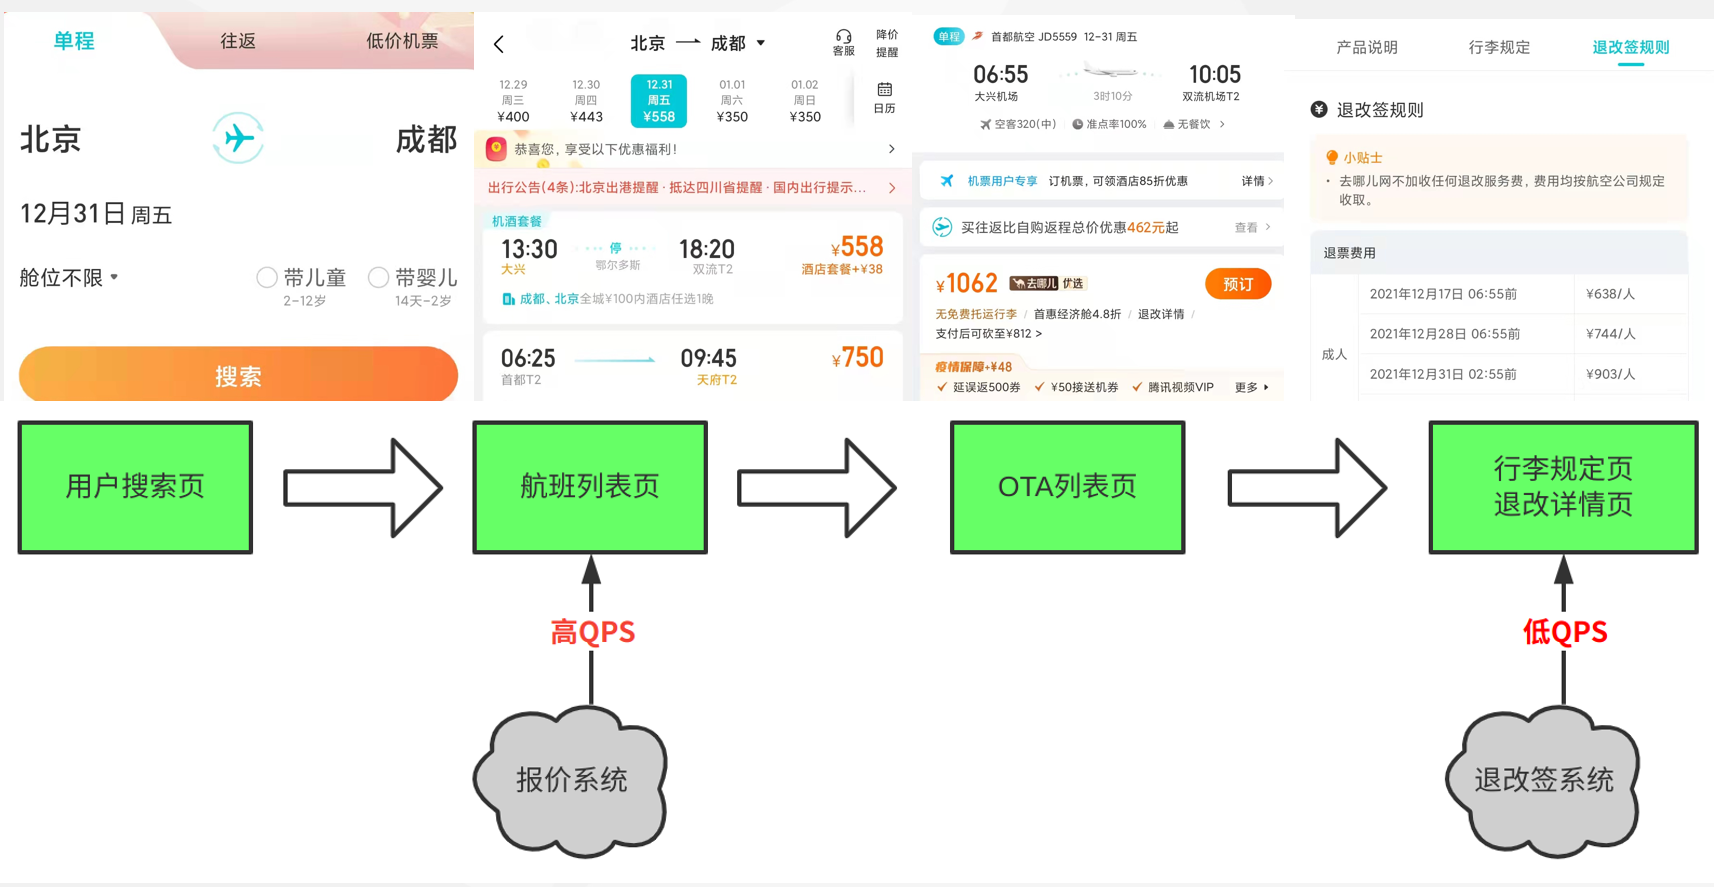 单程
往返
低价机票
北京
成都
12月31日 周五
舱位不限
带儿童
2-12岁
带婴儿
14天-2岁
搜索
北京
成都
客服
降价
提醒
12.29
周三
¥400
12.30
周四
¥443
12.31
周五
¥558
01.01
周六
¥350
01.02
周日
¥350
日历
恭喜您，享受以下优惠福利！
出行公告(4条):北京出港提醒·抵达四川省提醒·国内出行提示...
机酒套餐
13:30
大兴
停
鄂尔多斯
18:20
双流T2
¥558
酒店套餐+¥38
成都、北京全城¥100内酒店任选1晚
06:25
首都T2
09:45
天府T2
¥750
单程
首都航空 JD5559 12-31 周五
06:55
大兴机场
3时10分
10:05
双流机场T2
空客320(中)
准点率100%
无餐饮 >
机票用户专享
订机票，可领酒店85折优惠
详情 >
买往返比自购返程总价优惠462元起
查看 >
¥1062
去哪儿 优选
预订
无免费托运行李 / 首惠经济舱4.8折 / 退改详情 /
支付后可砍至¥812 >
疫情保障+¥48
延误返500券
¥50接送机券
腾讯视频VIP
更多
产品说明
行李规定
退改签规则
¥ 退改签规则
小贴士
· 去哪儿网不加收任何退改服务费，费用均按航空公司规定
收取。
退票费用
成人
2021年12月17日 06:55前
¥638/人
2021年12月28日 06:55前
¥744/人
2021年12月31日 02:55前
¥903/人
用户搜索页
航班列表页
OTA列表页
行李规定页
退改详情页
高QPS
低QPS
报价系统
退改签系统